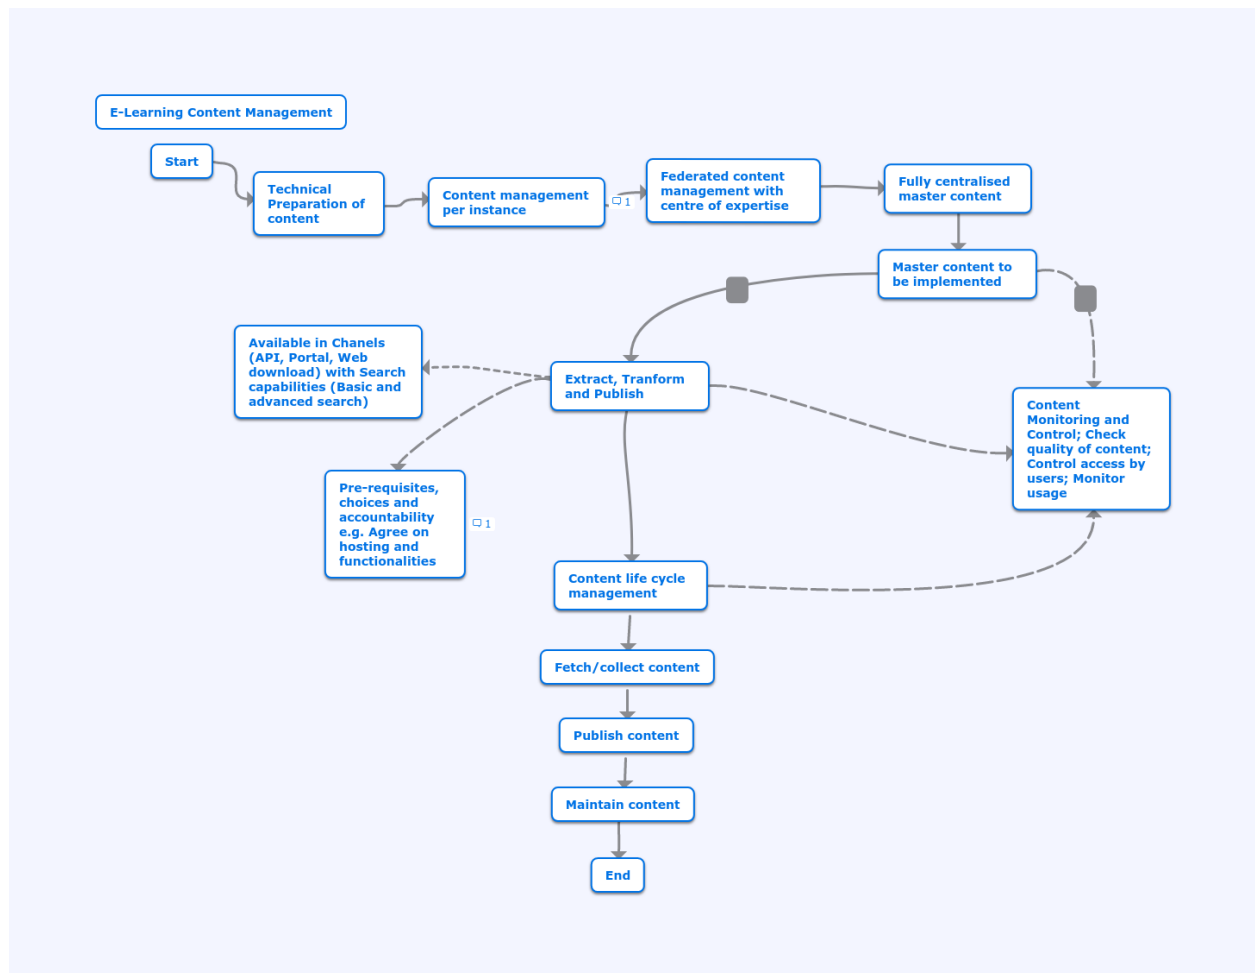 E-Learning Content Management
Start
Technical
Preparation of
content
Content management
per instance
1
Federated content
management with
centre of expertise
Fully centralised
master content
Master content to
be implemented
Available in Chanels
(API, Portal, Web
download) with Search
capabilities (Basic and
advanced search)
Extract, Tranform
and Publish
Content
Monitoring and
Control; Check
quality of content;
Control access by
users; Monitor
usage
Pre-requisites,
choices and
accountability
e.g. Agree on
hosting and
functionalities
1
Content life cycle
management
Fetch/collect content
Publish content
Maintain content
End